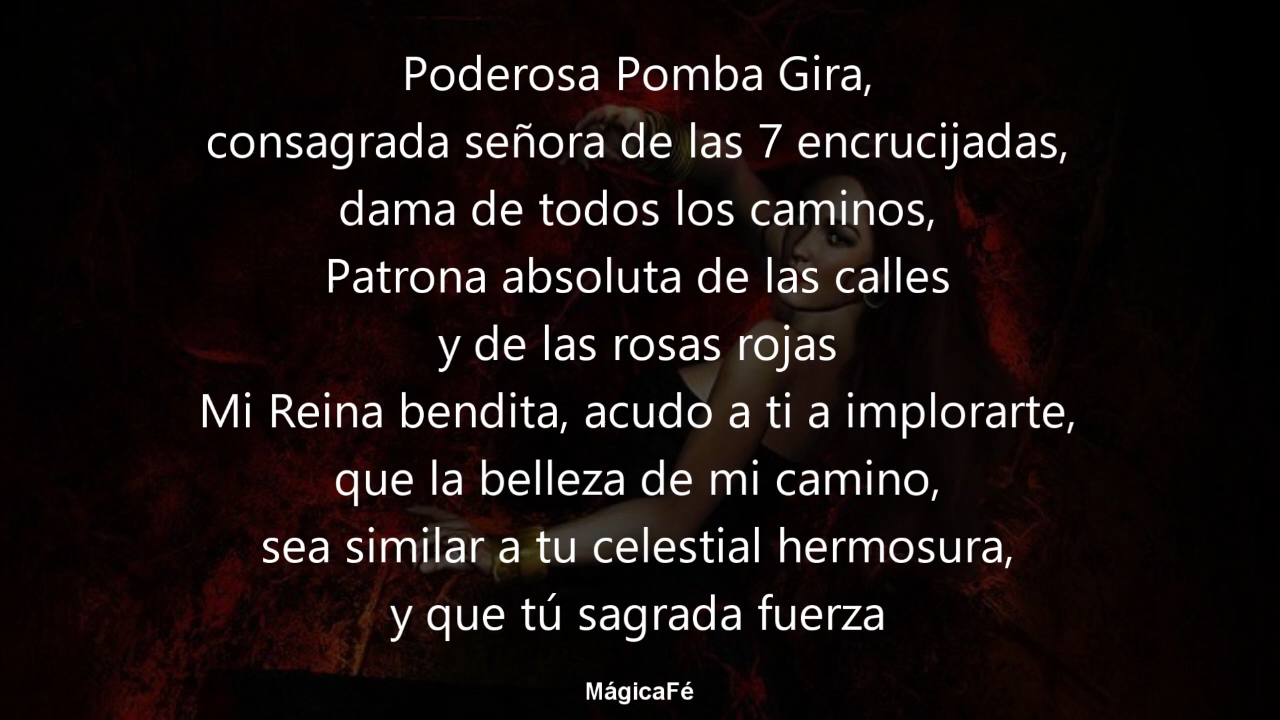 Poderosa Pomba Gira,
consagrada señora de las 7 encrucijadas,
dama de todos los caminos,
Patrona absoluta de las calles
y de las rosas rojas
Mi Reina bendita, acudo a ti a implorarte,
que la belleza de mi camino,
sea similar a tu celestial hermosura,
y que tú sagrada fuerza
MágicaFé